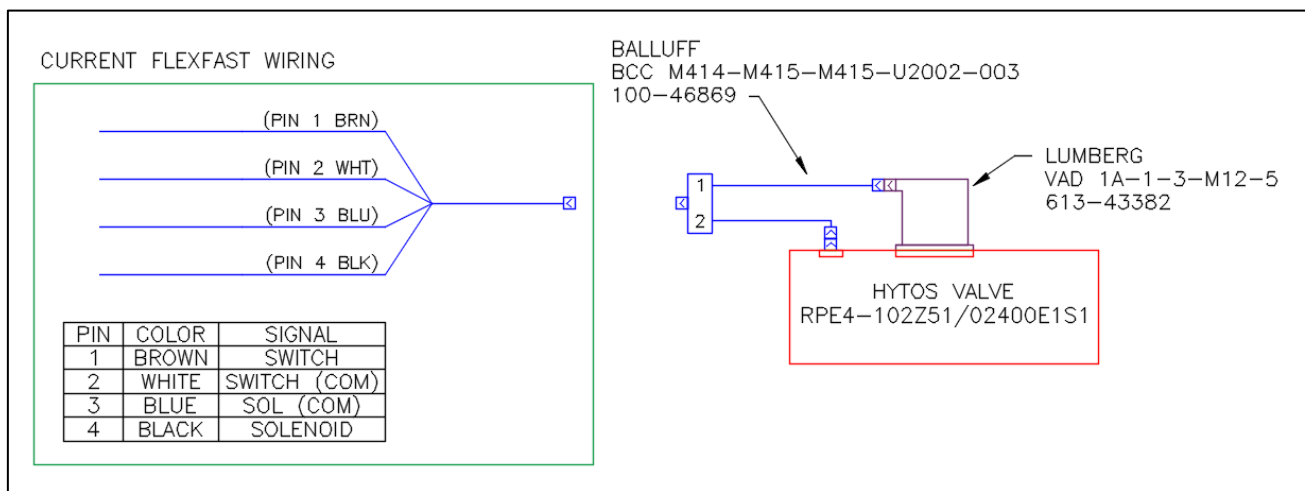 CURRENT FLEXFAST WIRING
(PIN 1 BRN)
(PIN 2 WHT)
(PIN 3 BLU)
(PIN 4 BLK)
PIN COLOR SIGNAL
1 BROWN SWITCH
2 WHITE SWITCH (COM)
3 BLUE SOL (COM)
4 BLACK SOLENOID
BALLUFF
BCC M414-M415-M415-U2002-003
100-46869
1
2
LUMBERG
VAD 1A-1-3-M12-5
613-43382
HYTOS VALVE
RPE4-102Z51/02400E1S1